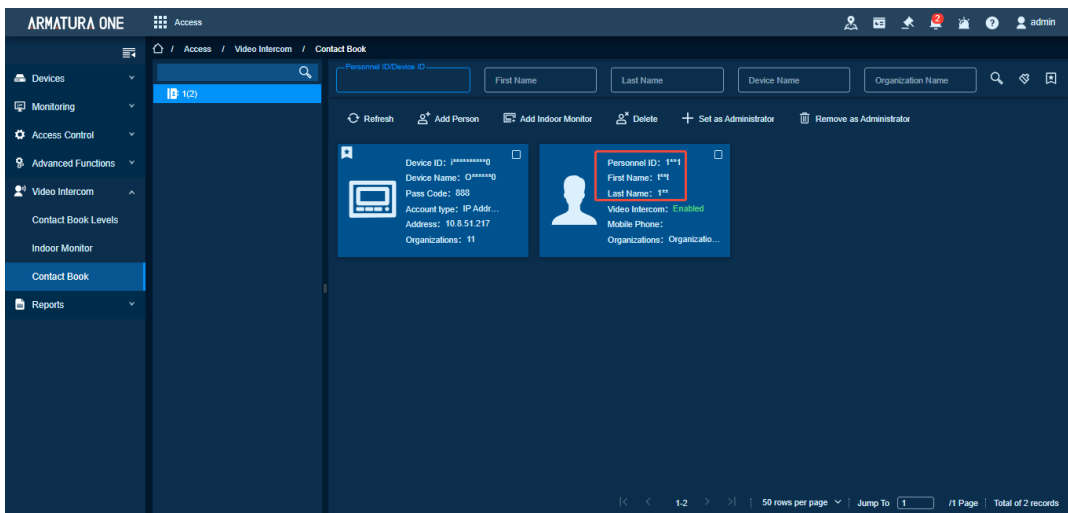 ARMATURA ONE
Access
2
admin
/ Access / Video Intercom / Contact Book
Devices
Monitoring
Access Control
Advanced Functions
Video Intercom
Contact Book Levels
Indoor Monitor
Contact Book
Reports
1(2)
Personnel ID/Device ID
First Name
Last Name
Device Name
Organization Name
Refresh
Add Person
Add Indoor Monitor
Delete
Set as Administrator
Remove as Administrator
Device ID: i**********0
Device Name: O******0
Pass Code: 888
Account type: IP Addr...
Address: 10.8.51.217
Organizations: 11
Personnel ID: 1**1
First Name: t**t
Last Name: 1**
Video Intercom: Enabled
Mobile Phone:
Organizations: Organizatio...
1-2
50 rows per page
Jump To 1 /1 Page
Total of 2 records